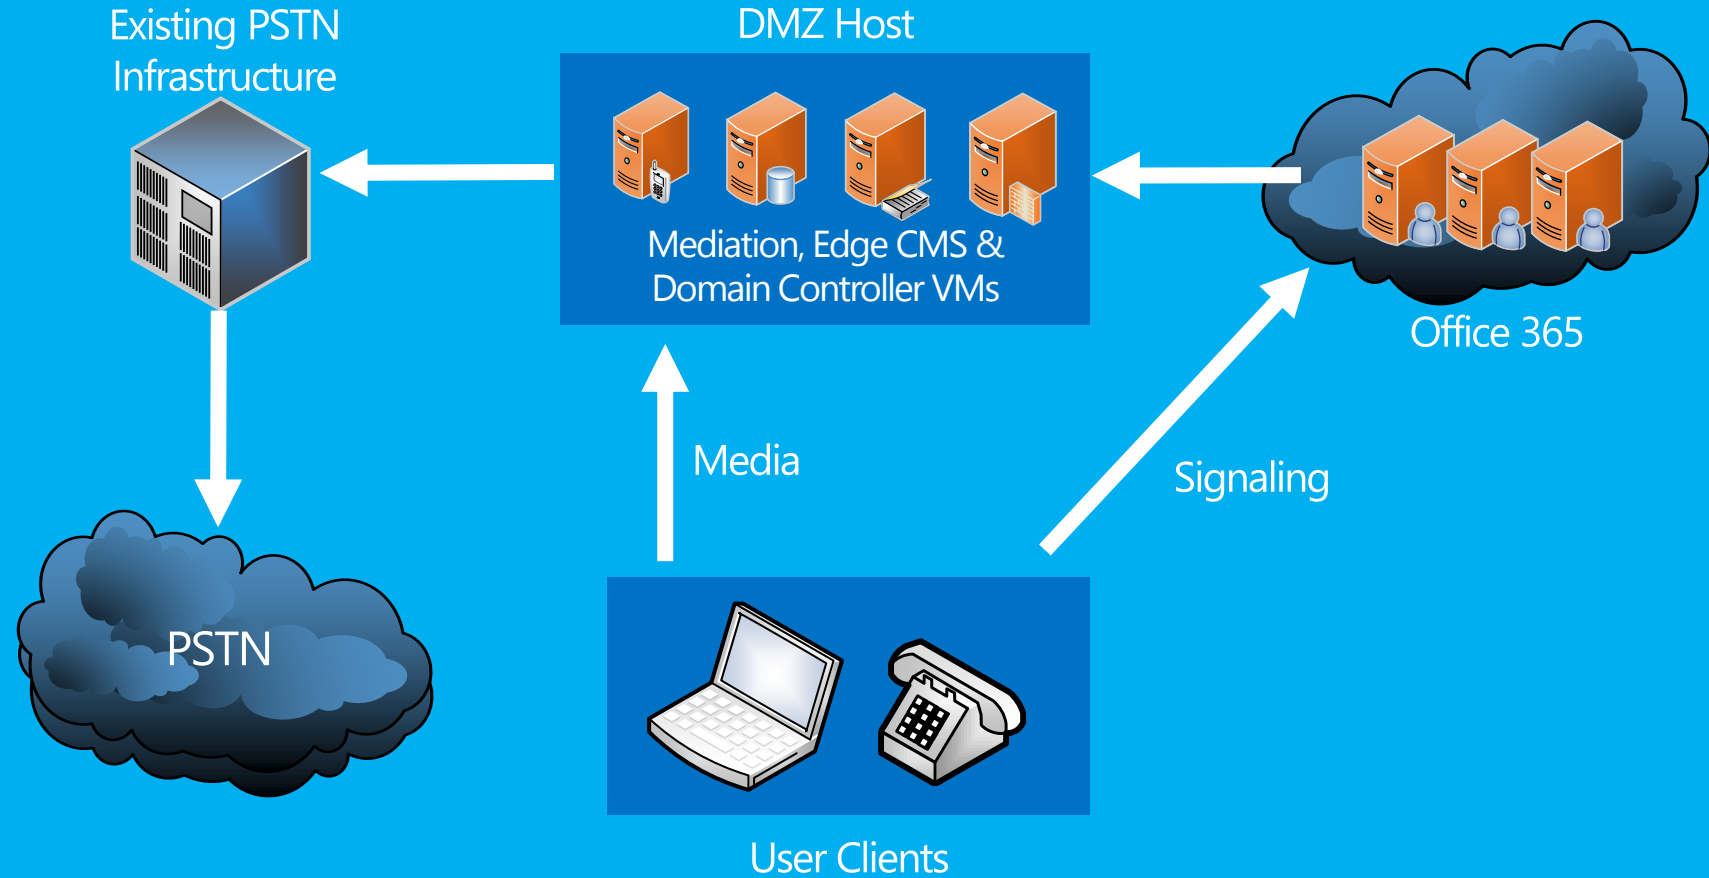 Existing PSTN
Infrastructure
DMZ Host
Mediation, Edge CMS &
Domain Controller VMs
Office 365
Media
Signaling
PSTN
User Clients